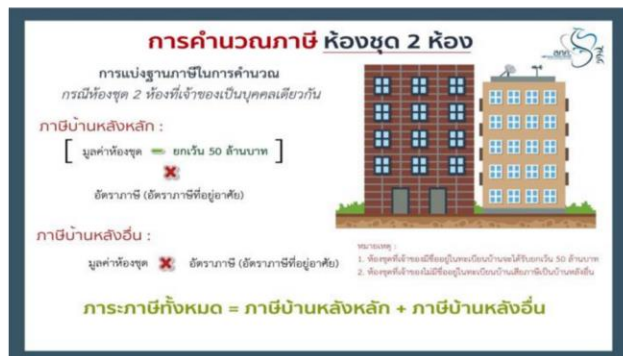 การคำนวณภาษี ห้องชุด 2 ห้อง
การแบ่งฐานภาษีในการคำนวณ
กรณีห้องชุด 2 ห้องที่เจ้าของเป็นบุคคลเดียวกัน
ภาษีบ้านหลังหลัก :
[ มูลค่าห้องชุด - ยกเว้น 50 ล้านบาท ]
อัตราภาษี (อัตราภาษีที่อยู่อาศัย)
ภาษีบ้านหลังอื่น :
มูลค่าห้องชุด ✖ อัตราภาษี (อัตราภาษีที่อยู่อาศัย)
หมายเหตุ :
1. ห้องชุดที่เจ้าของมีชื่ออยู่ในทะเบียนบ้านจะได้รับยกเว้น 50 ล้านบาท
2. ห้องชุดที่เจ้าของไม่มีชื่ออยู่ในทะเบียนบ้านเสียภาษีเป็นบ้านหลังอื่น
ภาระภาษีทั้งหมด = ภาษีบ้านหลังหลัก + ภาษีบ้านหลังอื่น